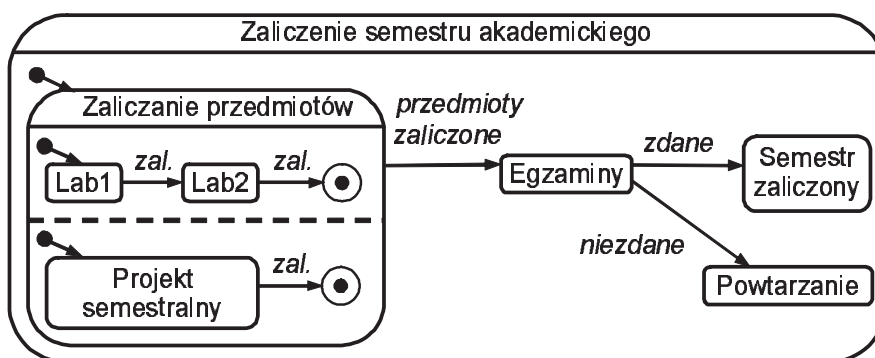 Zaliczenie semestru akademickiego
Zaliczanie przedmiotów
przedmioty
zaliczone
zal.
zal.
Lab1
Lab2
Egzaminy
zdane
Semestr
zaliczony
niezdane
zal.
Projekt
semestralny
Powtarzanie